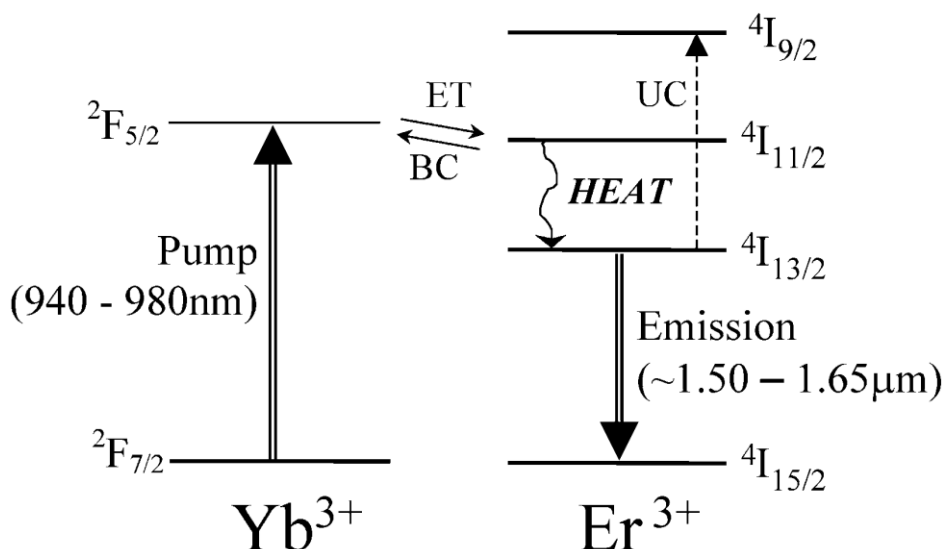 ⁴I₉/₂
UC
ET
²F₅/₂
⁴I₁₁/₂
BC
HEAT
⁴I₁₃/₂
Pump
(940 - 980nm)
Emission
(~1.50 – 1.65μm)
²F₇/₂
⁴I₁₅/₂
Yb³⁺
Er³⁺